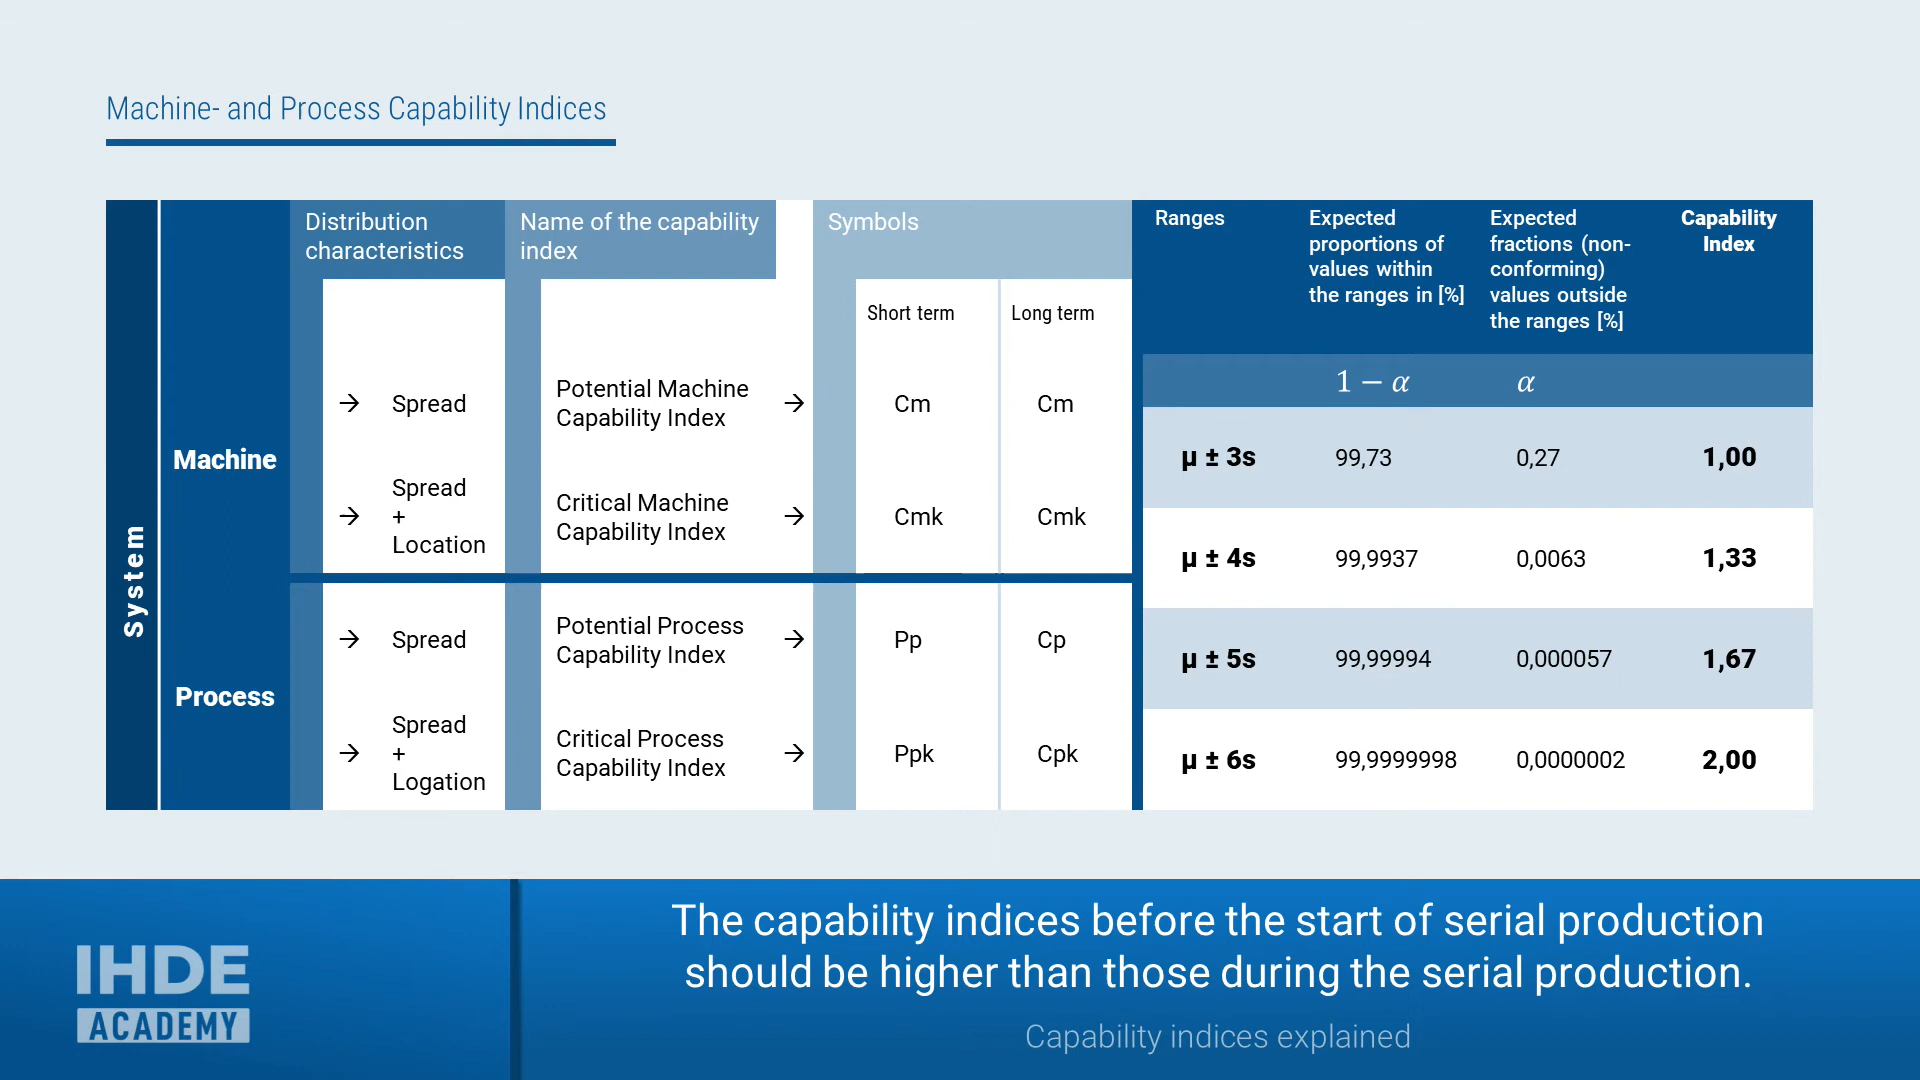 Machine- and Process Capability Indices
System
Machine
Process
Distribution
characteristics
Name of the capability
index
Symbols
Short term
Long term
→ Spread
Potential Machine
Capability Index
→
Cm
Cm
→ Spread
+
Location
Critical Machine
Capability Index
→
Cmk
Cmk
→ Spread
Potential Process
Capability Index
→
Pp
Cp
→ Spread
+
Logation
Critical Process
Capability Index
→
Ppk
Cpk
Ranges
Expected
proportions of
values within
the ranges in [%]
Expected
fractions (non-
conforming)
values outside
the ranges [%]
Capability
Index
1 − α
α
µ ± 3s 99,73 0,27 1,00
µ ± 4s 99,9937 0,0063 1,33
µ ± 5s 99,99994 0,000057 1,67
µ ± 6s 99,9999998 0,0000002 2,00
IHDE
ACADEMY
The capability indices before the start of serial production
should be higher than those during the serial production.
Capability indices explained